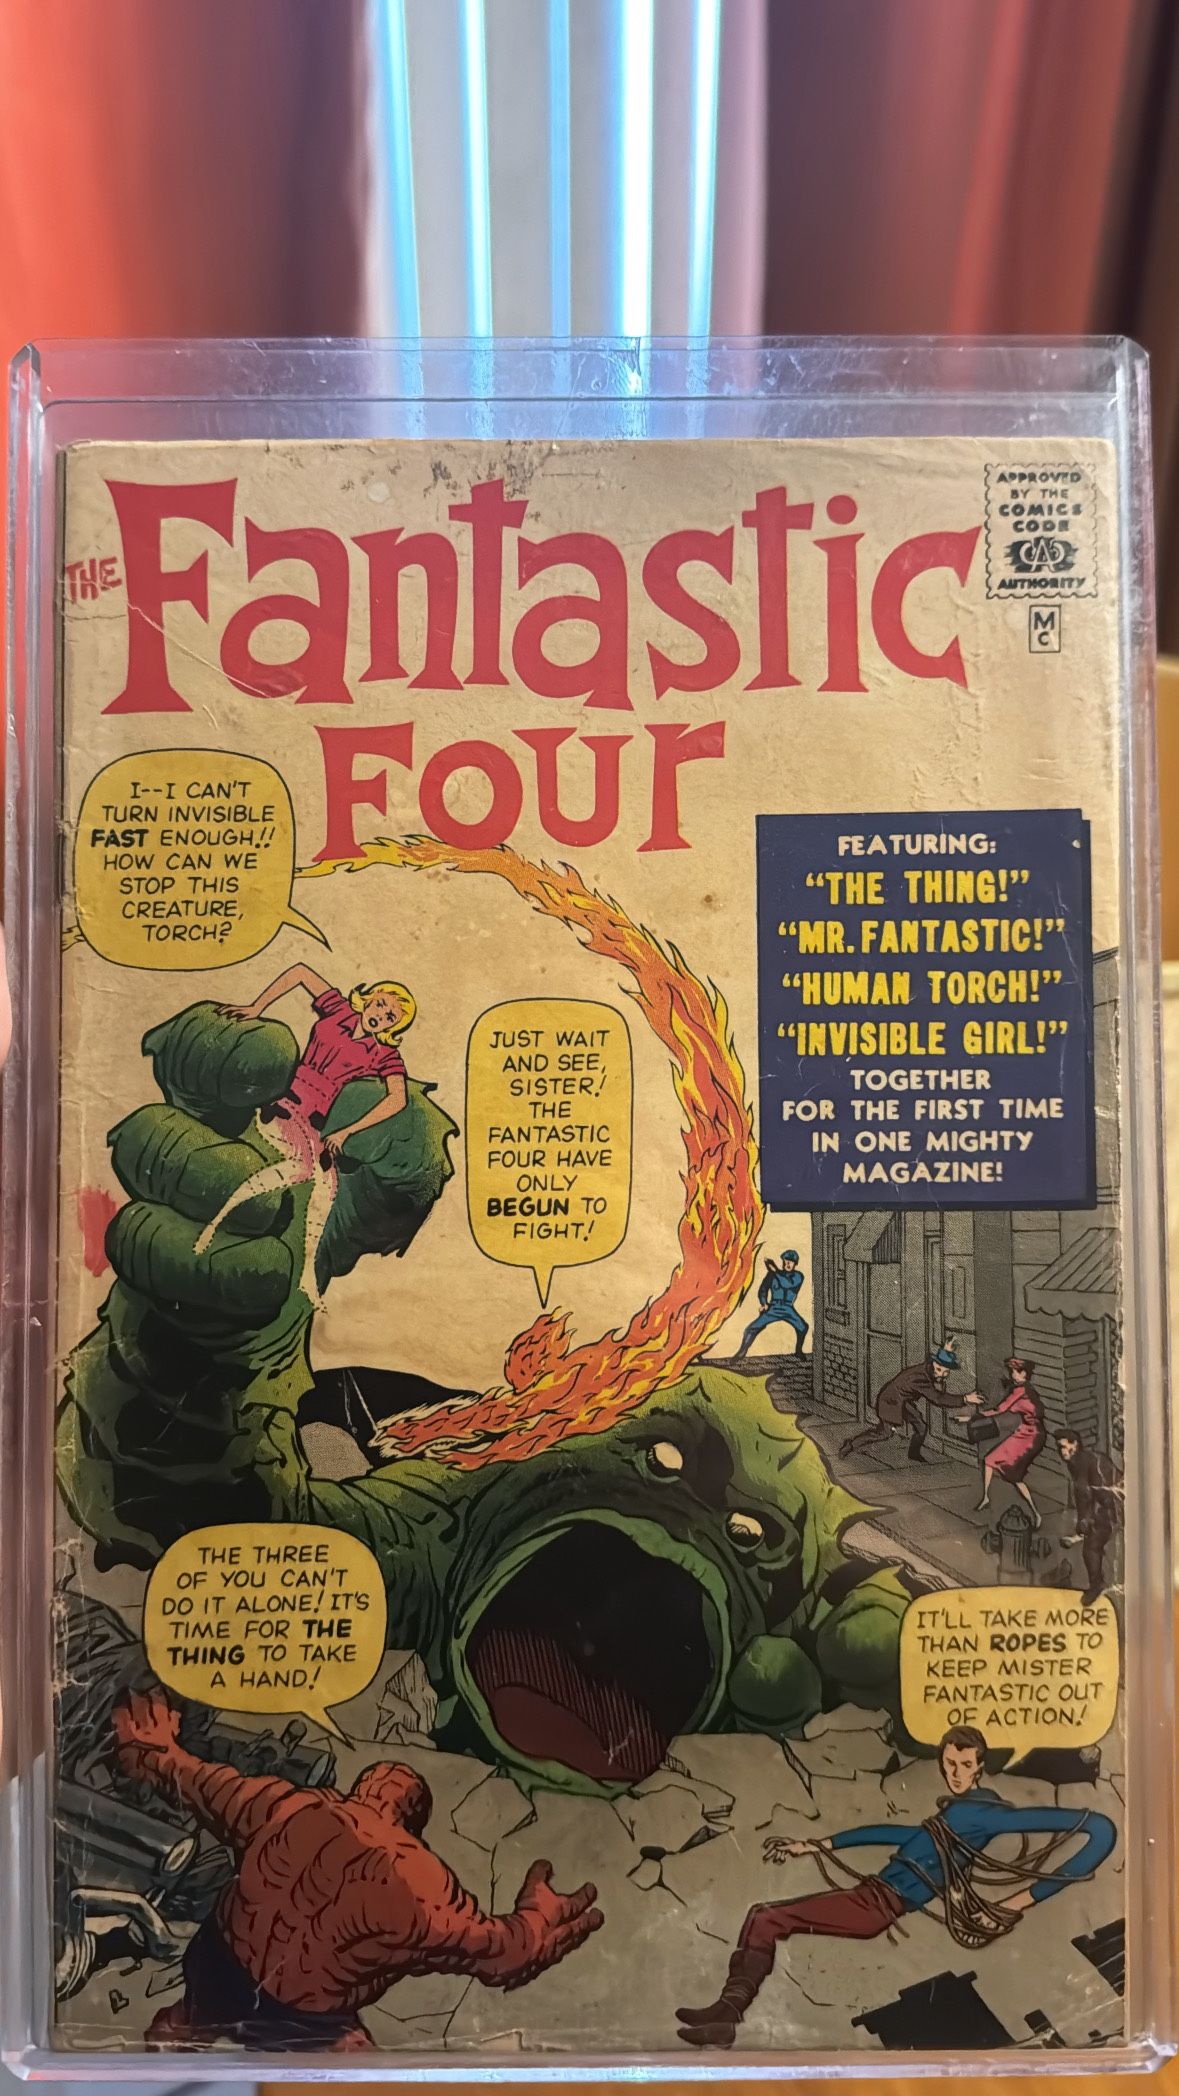 THE
Fantastic
Four
APPROVED
BY THE
COMICS
CODE
CA
AUTHORITY
M
C
I--I CAN'T
TURN INVISIBLE
FAST ENOUGH!!
HOW CAN WE
STOP THIS
CREATURE,
TORCH?
FEATURING:
"THE THING!"
"MR. FANTASTIC!"
"HUMAN TORCH!"
"INVISIBLE GIRL!"
TOGETHER
FOR THE FIRST TIME
IN ONE MIGHTY
MAGAZINE!
JUST WAIT
AND SEE,
SISTER!
THE
FANTASTIC
FOUR HAVE
ONLY
BEGUN TO
FIGHT!
THE THREE
OF YOU CAN'T
DO IT ALONE! IT'S
TIME FOR THE
THING TO TAKE
A HAND!
IT'LL TAKE MORE
THAN ROPES TO
KEEP MISTER
FANTASTIC OUT
OF ACTION!